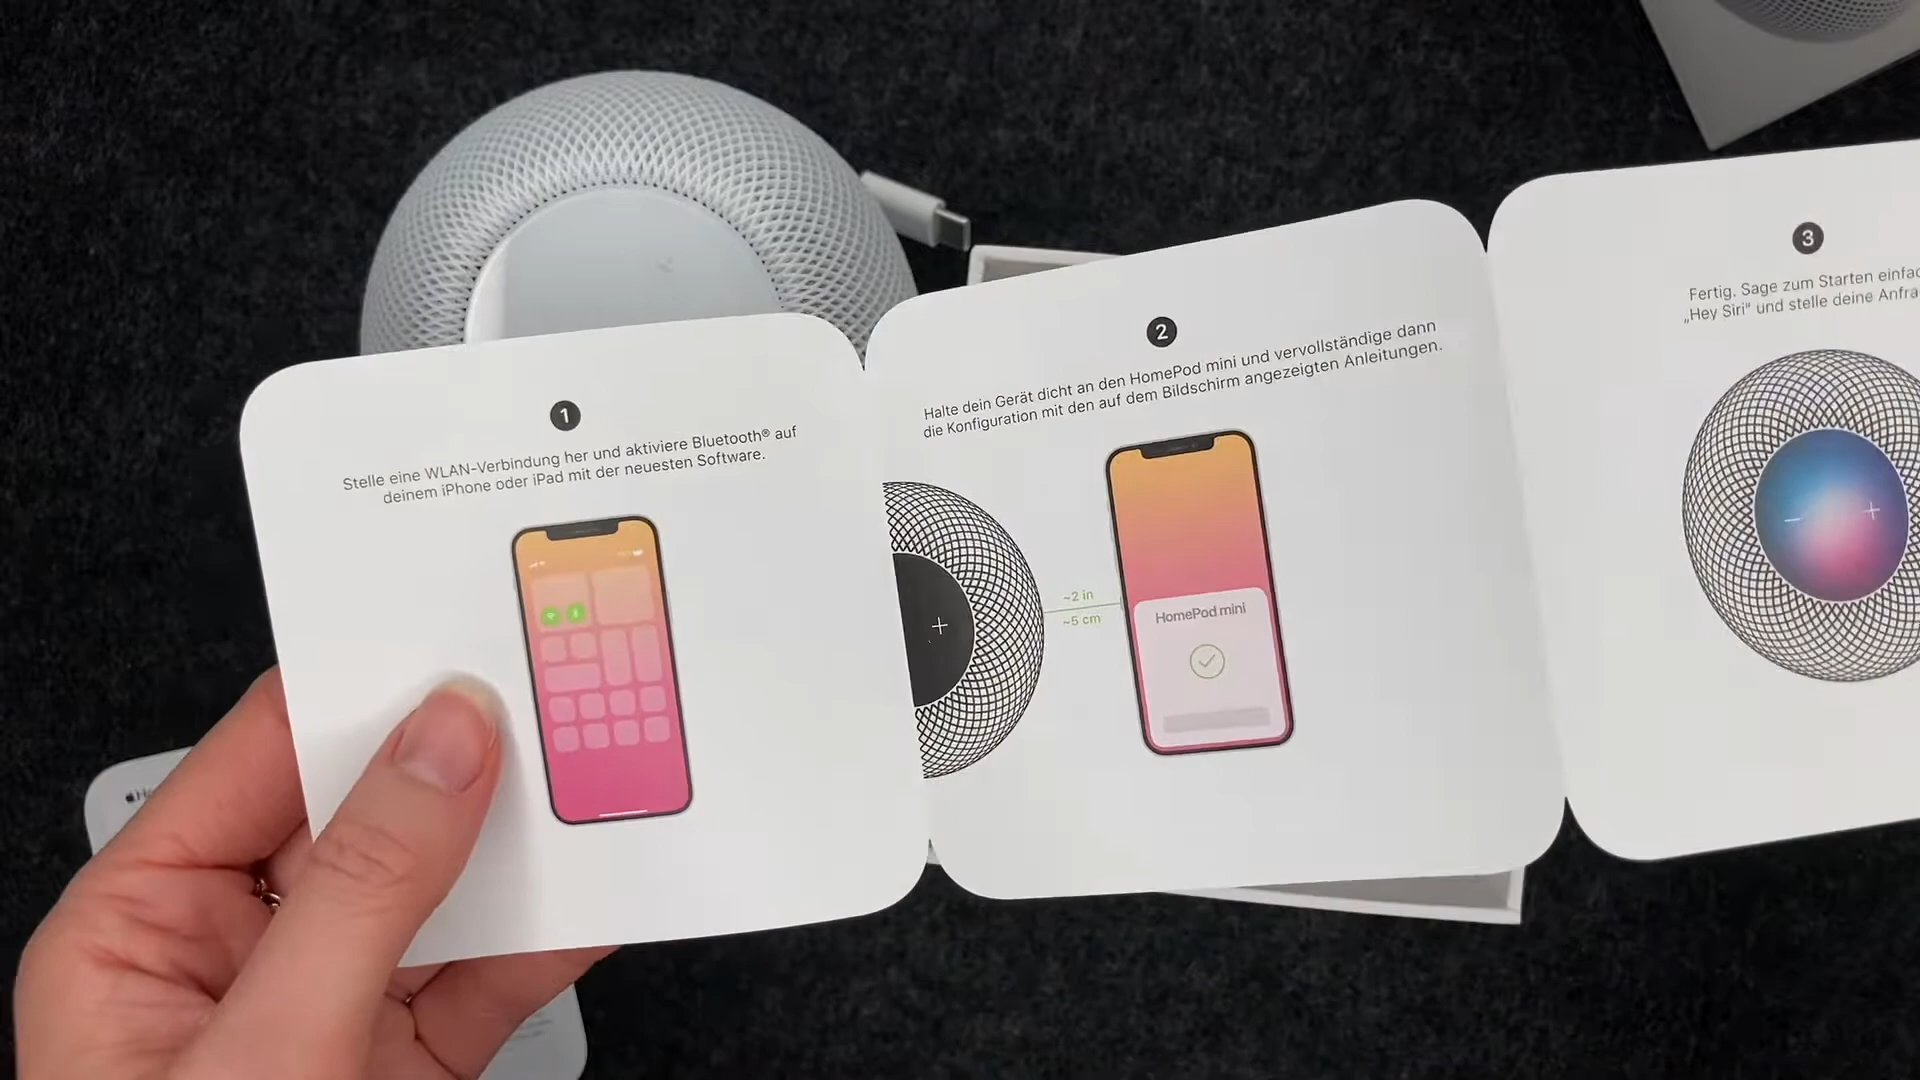 1
Stelle eine WLAN-Verbindung her und aktiviere Bluetooth® auf
deinem iPhone oder iPad mit der neuesten Software.
2
Halte dein Gerät dicht an den HomePod mini und vervollständige dann
die Konfiguration mit den auf dem Bildschirm angezeigten Anleitungen.
~2 in
~5 cm
HomePod mini
3
Fertig. Sage zum Starten
„Hey Siri“ und stelle deine